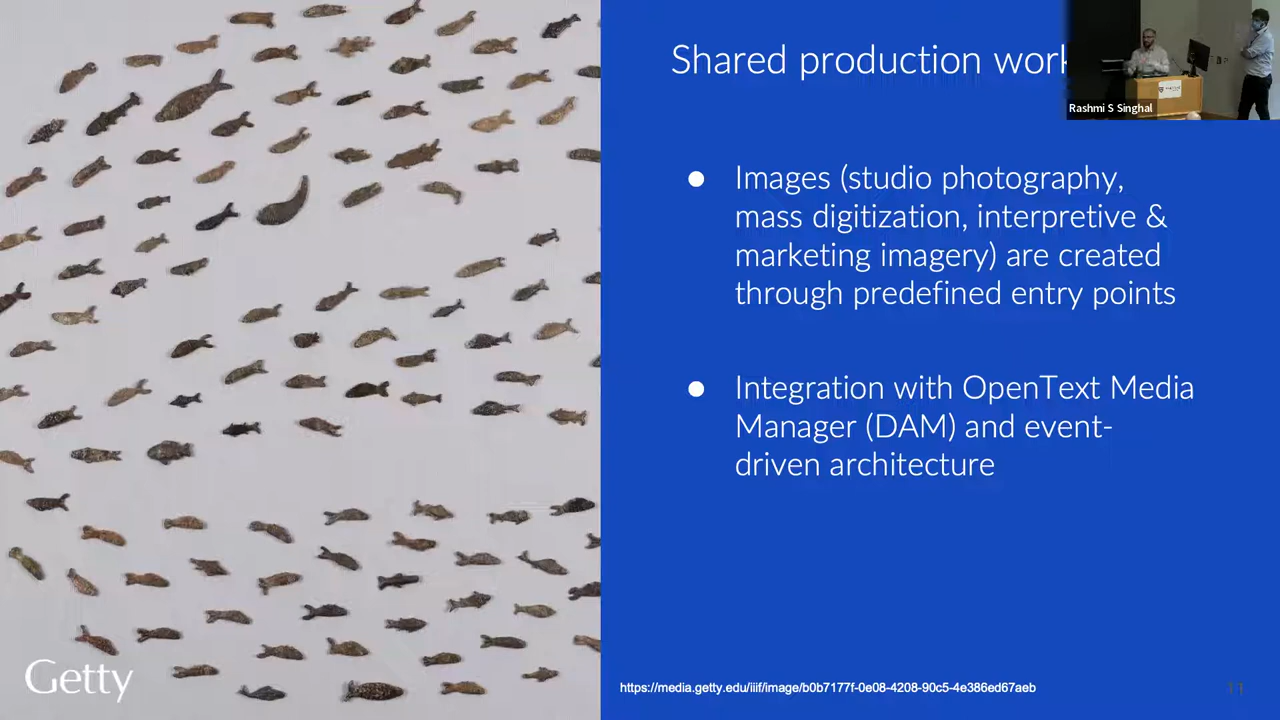 Shared production work
Rashmi S Singhal
● Images (studio photography,
mass digitization, interpretive &
marketing imagery) are created
through predefined entry points
● Integration with OpenText Media
Manager (DAM) and event-
driven architecture
Getty
https://media.getty.edu/iiif/image/b0b7177f-0e08-4208-90c5-4e386ed67aeb
11